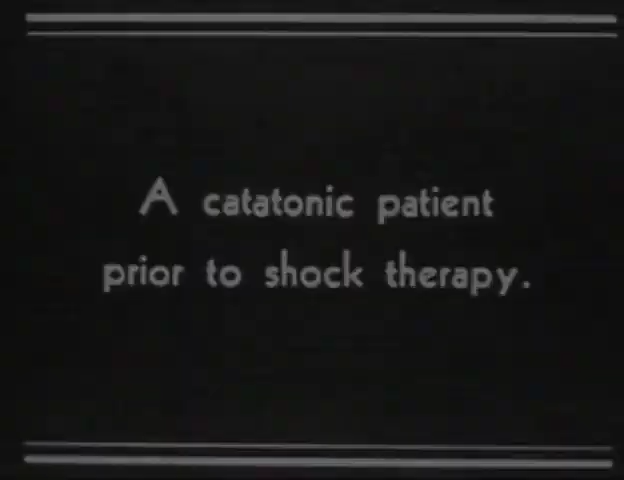 A catatonic patient
prior to shock therapy.